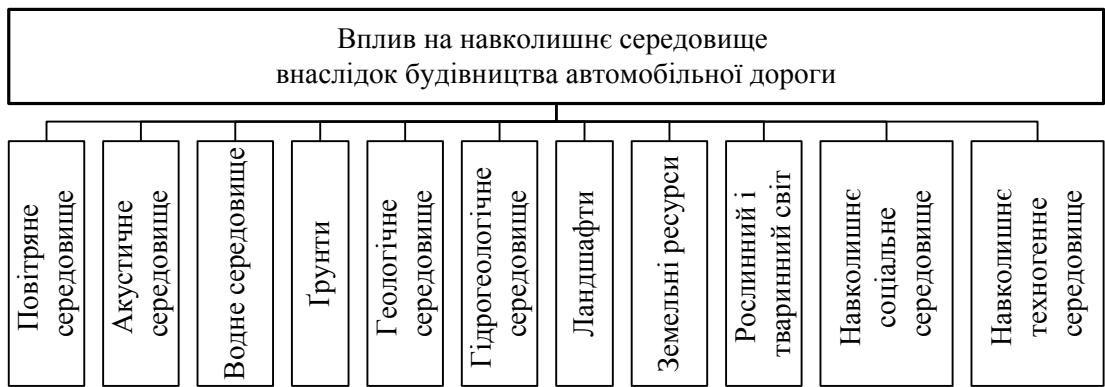 Вплив на навколишнє середовище
внаслідок будівництва автомобільної дороги
Повітряне
середовище
Акустичне
середовище
Водне середовище
Ґрунти
Геологічне
середовище
Гідрогеологічне
середовище
Ландшафти
Земельні ресурси
Рослинний і
тваринний світ
Навколишнє
соціальне
середовище
Навколишнє
техногенне
середовище